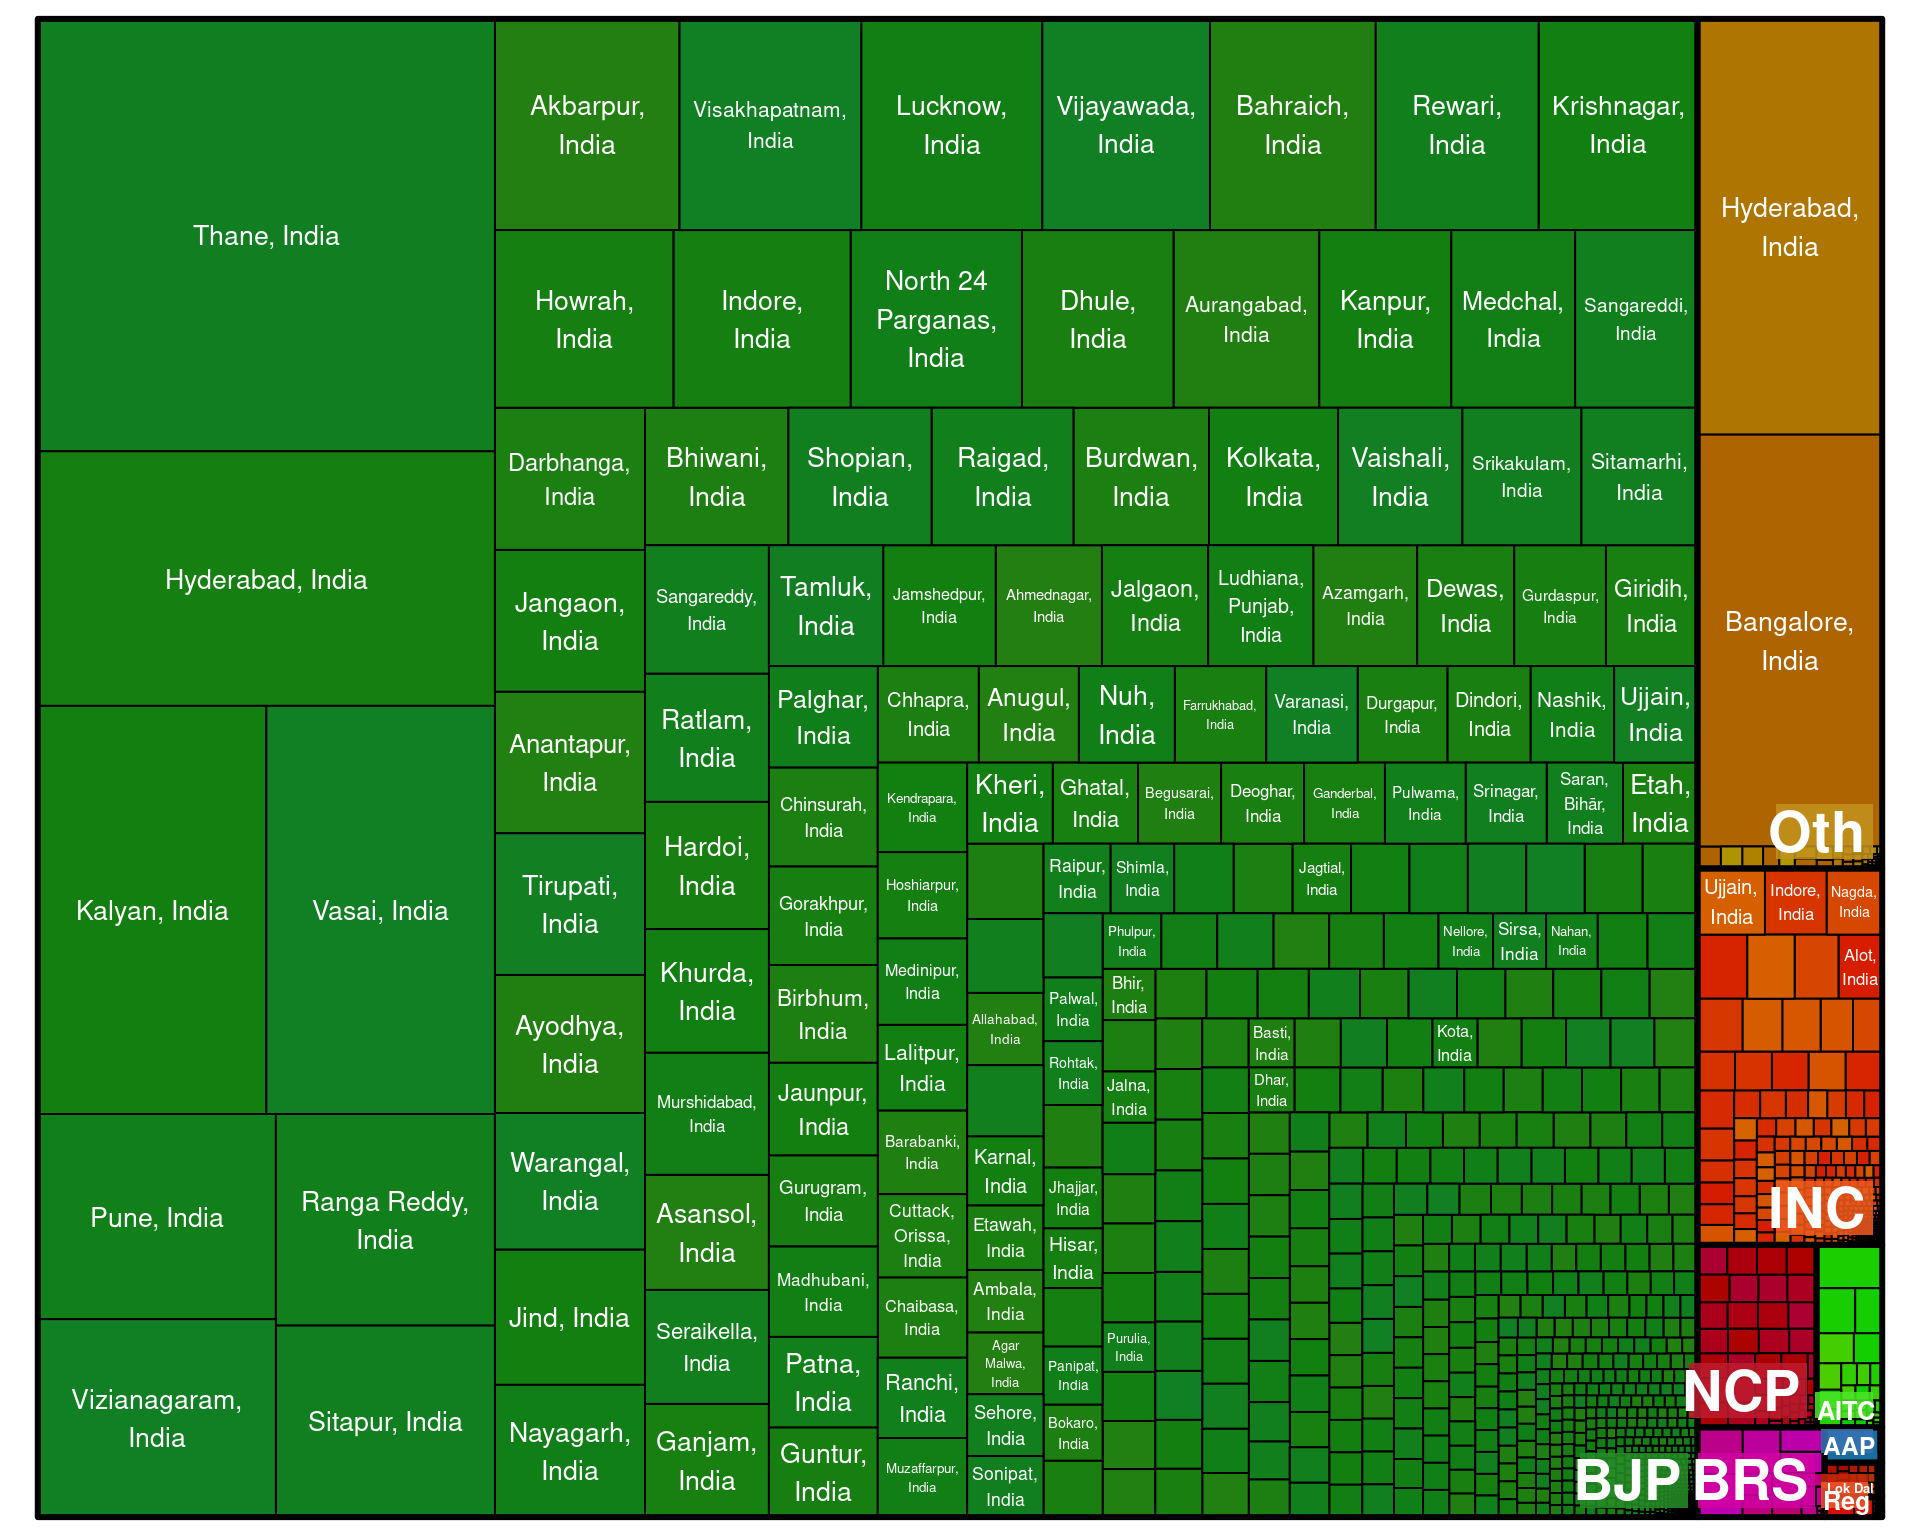 Thane, India
Hyderabad, India
Kalyan, India
Vasai, India
Pune, India
Ranga Reddy,
India
Vizianagaram,
India
Sitapur, India
Akbarpur,
India
Visakhapatnam,
India
Lucknow,
India
Vijayawada,
India
Bahraich,
India
Rewari,
India
Krishnagar,
India
Howrah,
India
Indore,
India
North 24
Parganas,
India
Dhule,
India
Aurangabad,
India
Kanpur,
India
Medchal,
India
Sangareddi,
India
Darbhanga,
India
Jangaon,
India
Anantapur,
India
Tirupati,
India
Ayodhya,
India
Warangal,
India
Jind, India
Nayagarh,
India
Bhiwani,
India
Shopian,
India
Raigad,
India
Burdwan,
India
Kolkata,
India
Vaishali,
India
Srikakulam,
India
Sitamarhi,
India
Sangareddy,
India
Ratlam,
India
Hardoi,
India
Khurda,
India
Murshidabad,
India
Asansol,
India
Seraikella,
India
Ganjam,
India
Tamluk,
India
Jamshedpur,
India
Ahmednagar,
India
Jalgaon,
India
Ludhiana,
Punjab,
India
Azamgarh,
India
Dewas,
India
Gurdaspur,
India
Giridih,
India
Palghar,
India
Chinsurah,
India
Gorakhpur,
India
Birbhum,
India
Jaunpur,
India
Gurugram,
India
Madhubani,
India
Patna,
India
Guntur,
India
Chhapra,
India
Anugul,
India
Nuh,
India
Farrukhabad,
India
Varanasi,
India
Durgapur,
India
Dindori,
India
Nashik,
India
Ujjain,
India
Kendrapara,
India
Hoshiarpur,
India
Medinipur,
India
Lalitpur,
India
Barabanki,
India
Cuttack,
Orissa,
India
Chaibasa,
India
Ranchi,
India
Muzaffarpur,
India
Kheri,
India
Ghatal,
India
Begusarai,
India
Deoghar,
India
Ganderbal,
India
Pulwama,
India
Srinagar,
India
Saran,
Bihār,
India
Etah,
India
Allahabad,
India
Karnal,
India
Etawah,
India
Ambala,
India
Agar
Malwa,
India
Sehore,
India
Sonipat,
India
Raipur,
India
Shimla,
India
Jagtial,
India
Palwal,
India
Rohtak,
India
Jhajjar,
India
Hisar,
India
Panipat,
India
Bokaro,
India
Phulpur,
India
Nellore,
India
Sirsa,
India
Nahan,
India
Bhir,
India
Jalna,
India
Purulia,
India
Basti,
India
Kota,
India
Dhar,
India
BJP
Hyderabad,
India
Bangalore,
India
Oth
Ujjain,
India
Indore,
India
Nagda,
India
Alot,
India
INC
NCP
AITC
BRS
AAP
Lok Dal
Reg